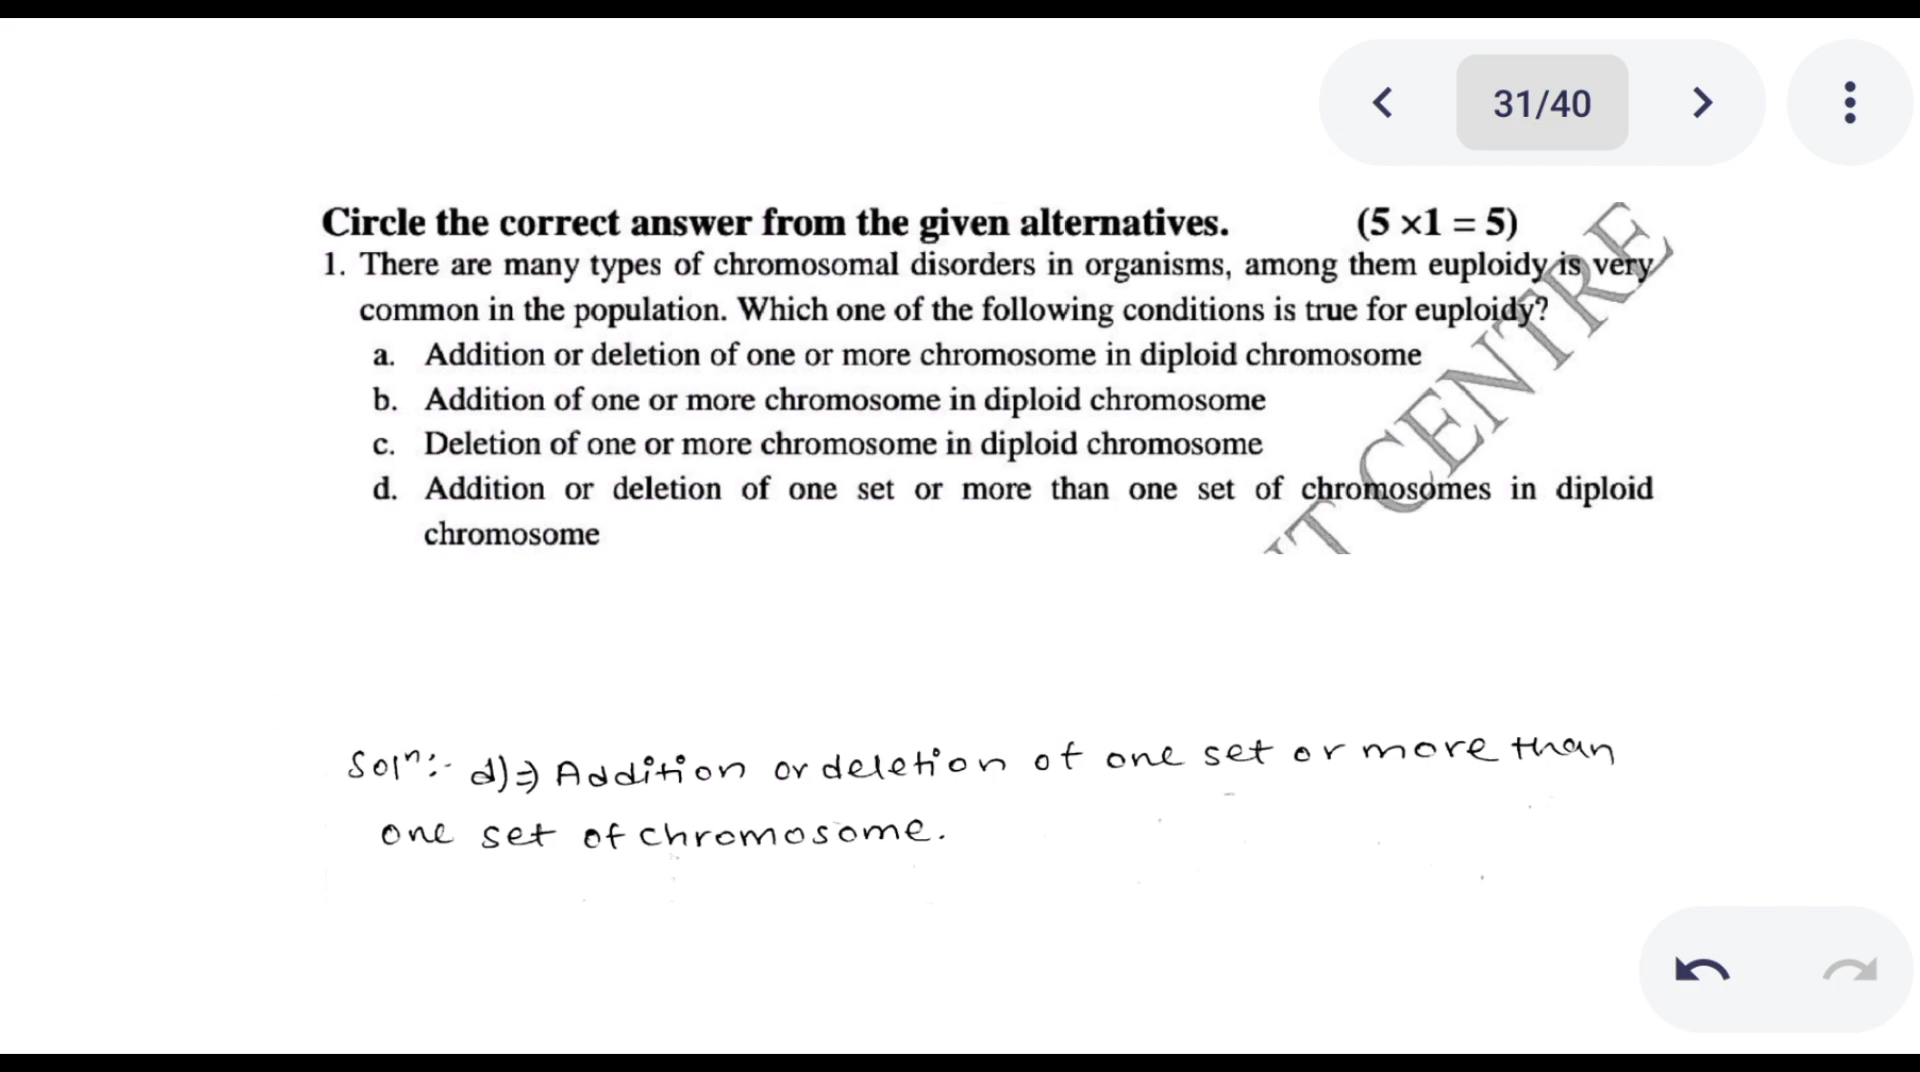 31/40
Circle the correct answer from the given alternatives. (5 ×1 = 5)
1. There are many types of chromosomal disorders in organisms, among them euploidy is very
common in the population. Which one of the following conditions is true for euploidy?
a. Addition or deletion of one or more chromosome in diploid chromosome
b. Addition of one or more chromosome in diploid chromosome
c. Deletion of one or more chromosome in diploid chromosome
d. Addition or deletion of one set or more than one set of chromosomes in diploid
chromosome
T CENTRE
Solⁿ:- d)⇒ Addition or deletion of one set or more than
one set of chromosome.